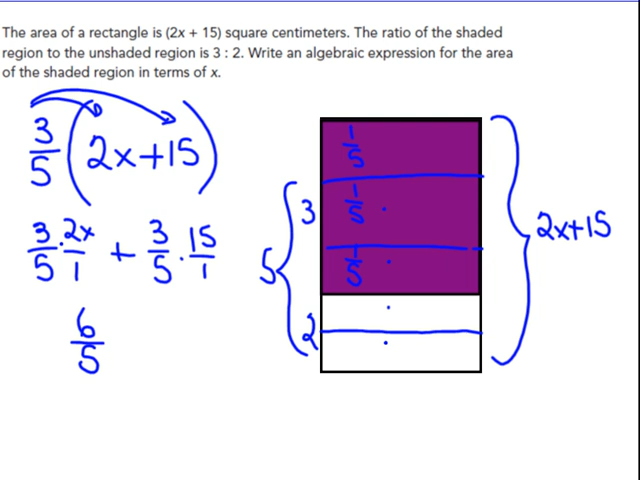 The area of a rectangle is (2x + 15) square centimeters. The ratio of the shaded
region to the unshaded region is 3 : 2. Write an algebraic expression for the area
of the shaded region in terms of x.
3/5 (2x+15)
3/5 · 2x/1 + 3/5 · 15/1
6/5
1/5
1/5
1/5
3
5
2
2x+15